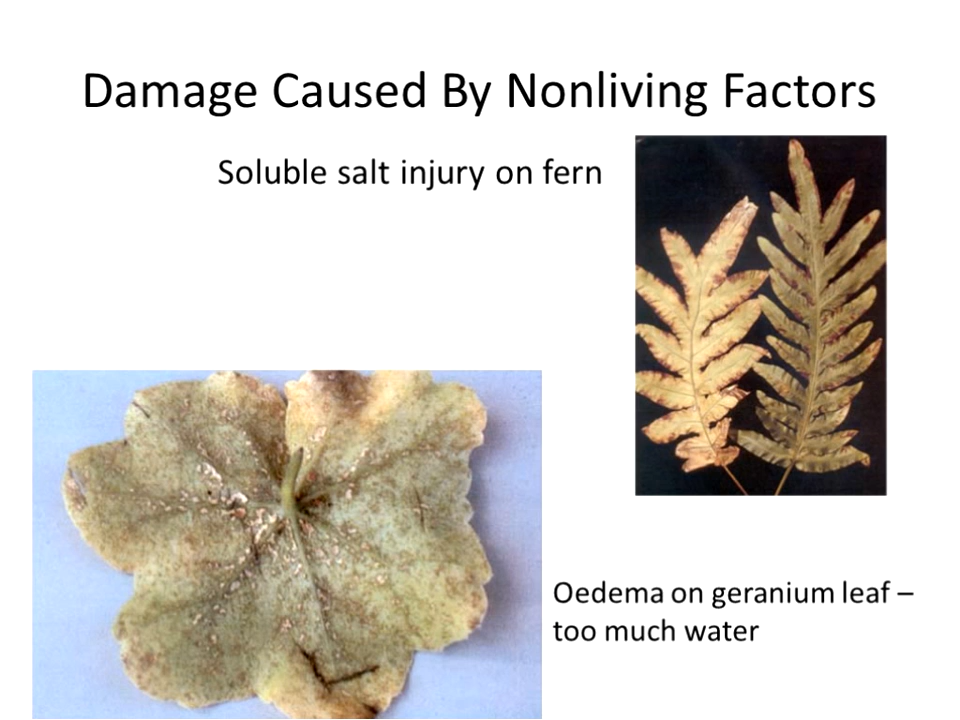 Damage Caused By Nonliving Factors
Soluble salt injury on fern
Oedema on geranium leaf –
too much water